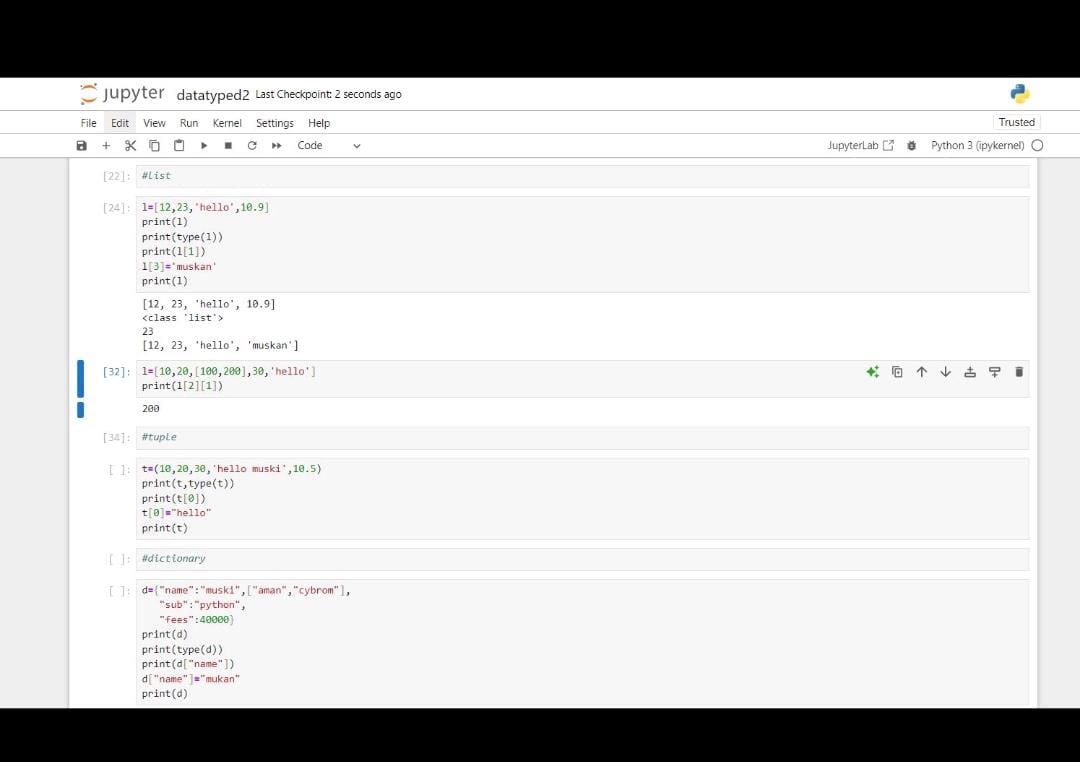 jupyter datatyped2 Last Checkpoint: 2 seconds ago
File Edit View Run Kernel Settings Help Trusted
Code JupyterLab Python 3 (ipykernel)
[22]: #list
[24]: l=[12,23,'hello',10.9]
print(l)
print(type(l))
print(l[1])
l[3]='muskan'
print(l)
[12, 23, 'hello', 10.9]
<class 'list'>
23
[12, 23, 'hello', 'muskan']
[32]: l=[10,20,[100,200],30,'hello']
print(l[2][1])
200
[34]: #tuple
[ ]: t=(10,20,30,'hello muski',10.5)
print(t,type(t))
print(t[0])
t[0]="hello"
print(t)
[ ]: #dictionary
[ ]: d={"name":"muski",["aman","cybrom"],
"sub":"python",
"fees":40000}
print(d)
print(type(d))
print(d["name"])
d["name"]="mukan"
print(d)